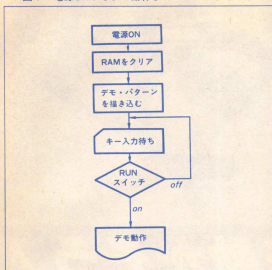 電源ON
RAMをクリア
デモ・パターン
を描き込む
キー入力待ち
RUN
スイッチ
off
on
デモ動作